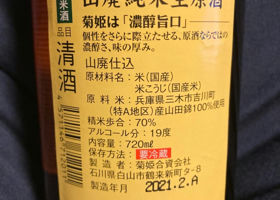 山廃純米生原酒
菊姫は「濃醇旨口」
個性をさらに際立たせる、原酒ならではの
濃醇さ、味の厚み。
山廃仕込
原材料名：米（国産）
米こうじ（国産米）
原料米：兵庫県三木市吉川町
（特A地区）産山田錦100%使用
精米歩合：70%
アルコール分：19度
内容量：720ml
保存方法：要冷蔵
製造者：菊姫合資会社
石川県白山市鶴来新町タ-8
製造年月 2021.2.A
米酒
品目
清酒